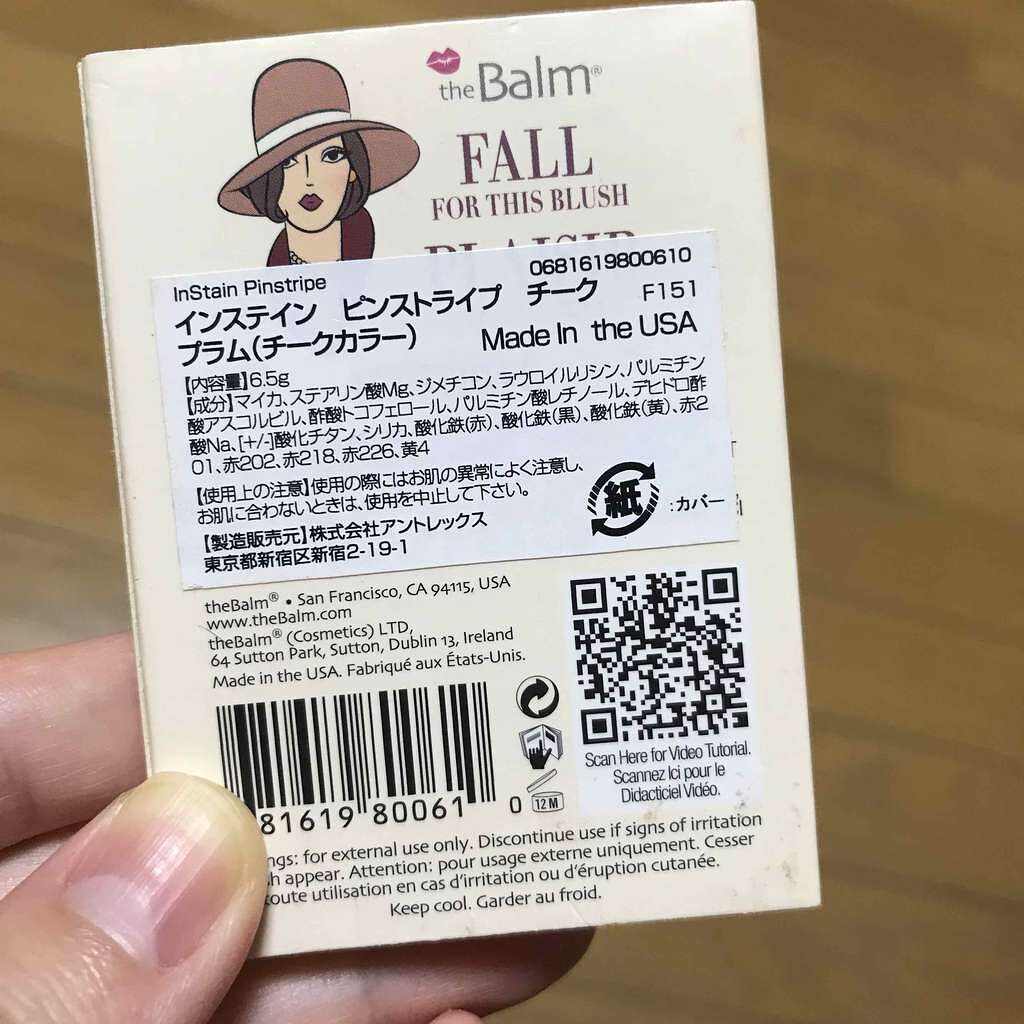 theBalm®
FALL
FOR THIS BLUSH
InStain Pinstripe
0681619800610
インステイン ピンストライプ チーク F151
プラム(チークカラー) Made In the USA
【内容量】6.5g
【成分】マイカ、ステアリン酸Mg、ジメチコン、ラウロイルリシン、パルミチン
酸アスコルビル、酢酸トコフェロール、パルミチン酸レチノール、デヒドロ酢
酸Na、[+/-]酸化チタン、シリカ、酸化鉄(赤)、酸化鉄(黒)、酸化鉄(黄)、赤2
01、赤202、赤218、赤226、黄4
【使用上の注意】使用の際にはお肌の異常によく注意し、
お肌に合わないときは、使用を中止して下さい。
紙 :カバー
【製造販売元】株式会社アントレックス
東京都新宿区新宿2-19-1
theBalm® • San Francisco, CA 94115, USA
www.theBalm.com
theBalm® (Cosmetics) LTD,
64 Sutton Park, Sutton, Dublin 13, Ireland
Made in the USA. Fabriqué aux États-Unis.
Scan Here for Video Tutorial.
Scannez Ici pour le
Didacticiel Vidéo.
81619 80061 0
12 M
ings: for external use only. Discontinue use if signs of irritation
h appear. Attention: pour usage externe uniquement. Cesser
toute utilisation en cas d'irritation ou d'éruption cutanée.
Keep cool. Garder au froid.